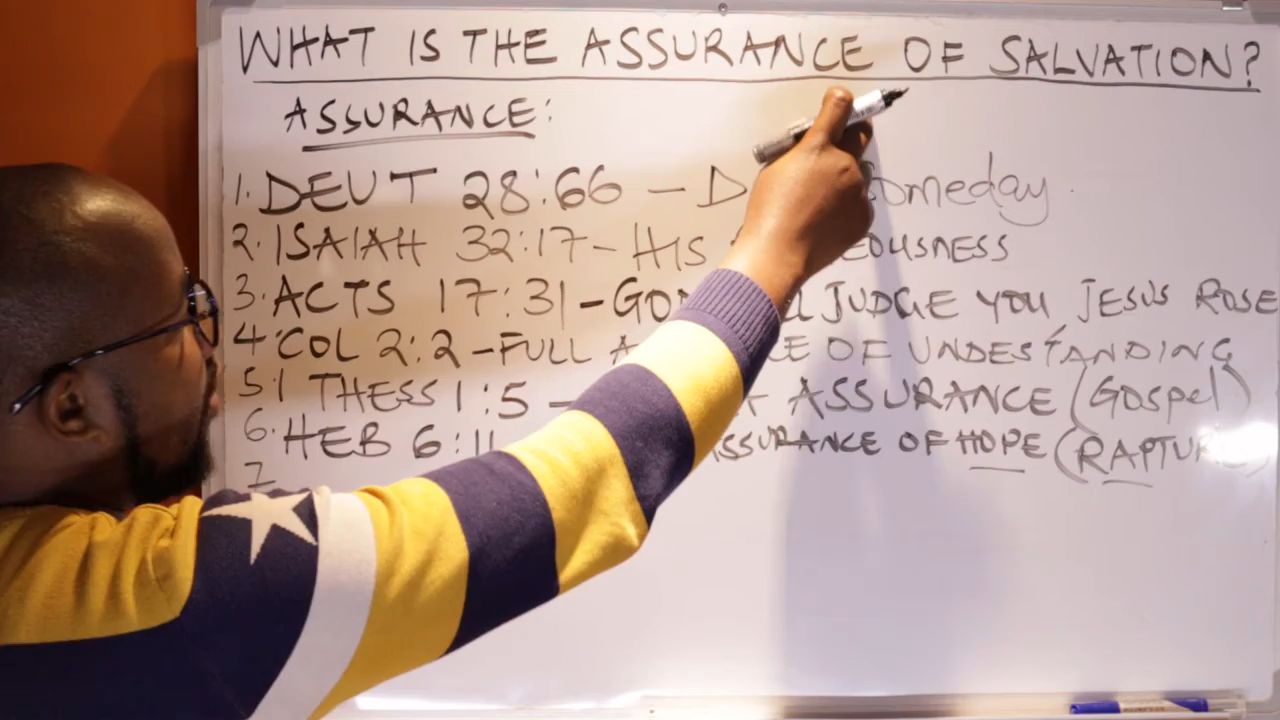 WHAT IS THE ASSURANCE OF SALVATION?
ASSURANCE:
1. DEUT 28:66 - D someday
2. ISAIAH 32:17 - HIS EOUSNESS
3. ACTS 17:31 - GOD JUDGE YOU JESUS ROSE
4 COL 2:2 - FULL A CE OF UNDESTANDING
5. 1 THESS 1:5 - ASSURANCE (Gospel)
6. HEB 6:11 ASSURANCE OF HOPE (RAPTURE)
7